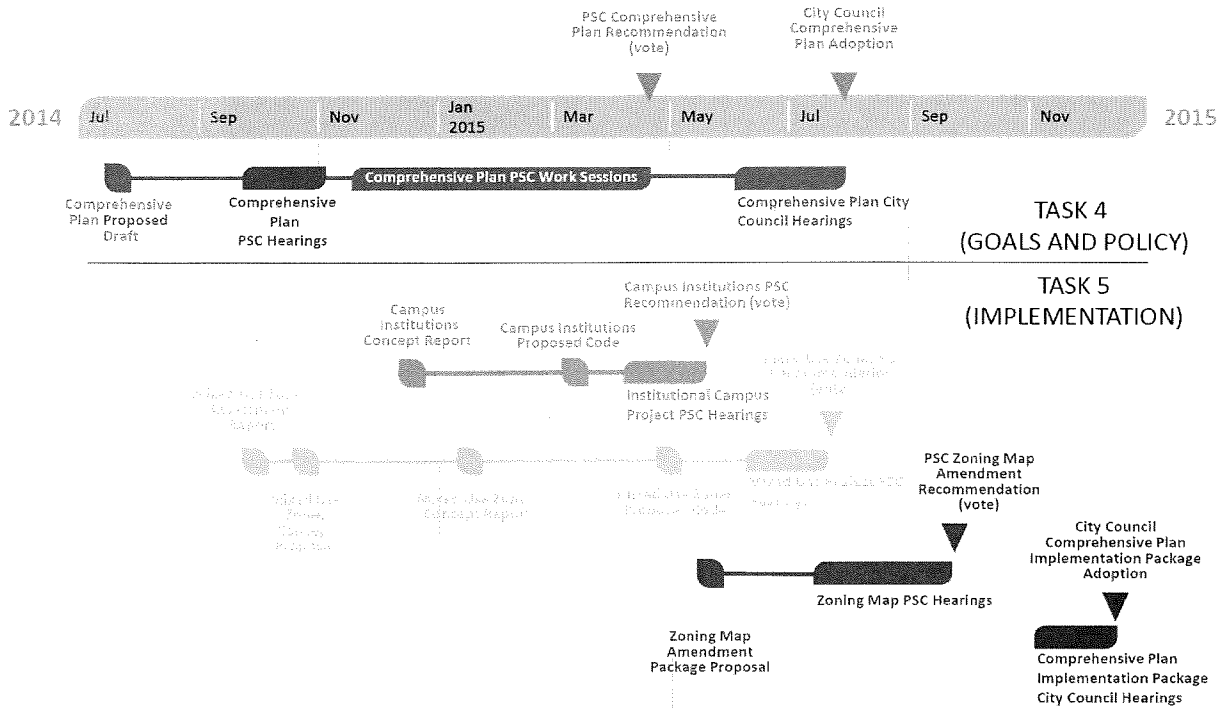 PSC Comprehensive
Plan Recommendation
(vote)
City Council
Comprehensive
Plan Adoption
2014
Jul
Sep
Nov
Jan
2015
Mar
May
Jul
Sep
Nov
2015
Comprehensive Plan PSC Work Sessions
Comprehensive
Plan Proposed
Draft
Comprehensive
Plan
PSC Hearings
Comprehensive Plan City
Council Hearings
TASK 4
(GOALS AND POLICY)
TASK 5
(IMPLEMENTATION)
Campus
Institutions
Concept Report
Campus Institutions
Proposed Code
Campus Institutions PSC
Recommendation (vote)
Institutional Campus
Project PSC Hearings
Report
Concept Report
PSC Zoning Map
Amendment
Recommendation
(vote)
Zoning Map PSC Hearings
Zoning Map
Amendment
Package Proposal
City Council
Comprehensive Plan
Implementation Package
Adoption
Comprehensive Plan
Implementation Package
City Council Hearings